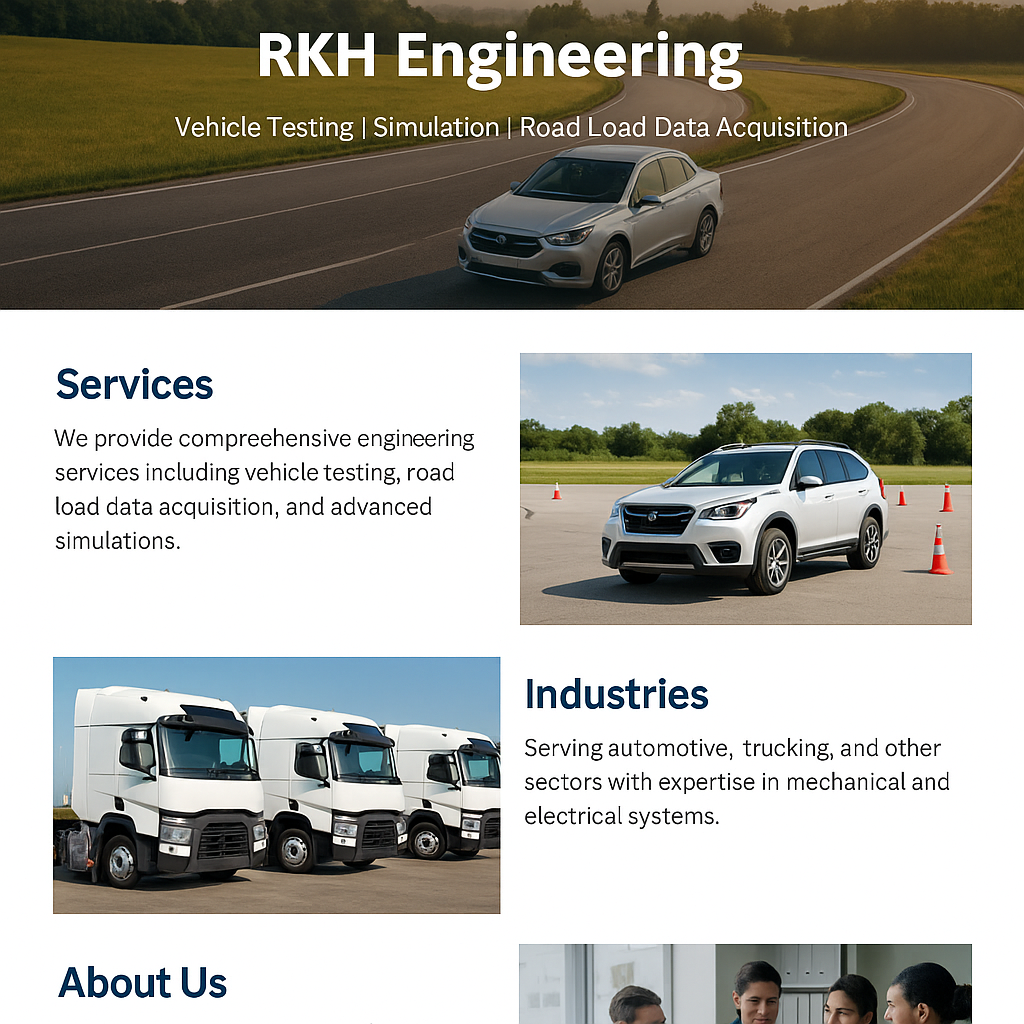 RKH Engineering
Vehicle Testing | Simulation | Road Load Data Acquisition
Services
We provide compreehensive engineering
services including vehicle testing, road
load data acquisition, and advanced
simulations.
Industries
Serving automotive, trucking, and other
sectors with expertise in mechanical and
electrical systems.
About Us